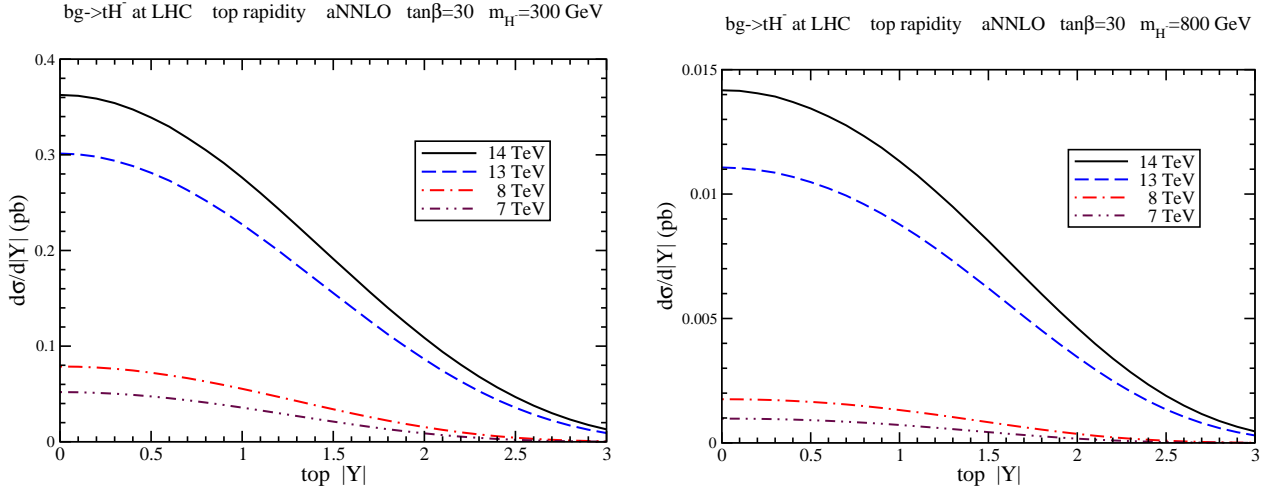 bg->tH⁻ at LHC top rapidity aNNLO tanβ=30 m_H⁻=300 GeV
0.4
0.3
0.2
0.1
0
dσ/d|Y| (pb)
14 TeV
13 TeV
8 TeV
7 TeV
0 0.5 1 1.5 2 2.5 3
top |Y|
bg->tH⁻ at LHC top rapidity aNNLO tanβ=30 m_H⁻=800 GeV
0.015
0.01
0.005
0
dσ/d|Y| (pb)
14 TeV
13 TeV
8 TeV
7 TeV
0 0.5 1 1.5 2 2.5 3
top |Y|